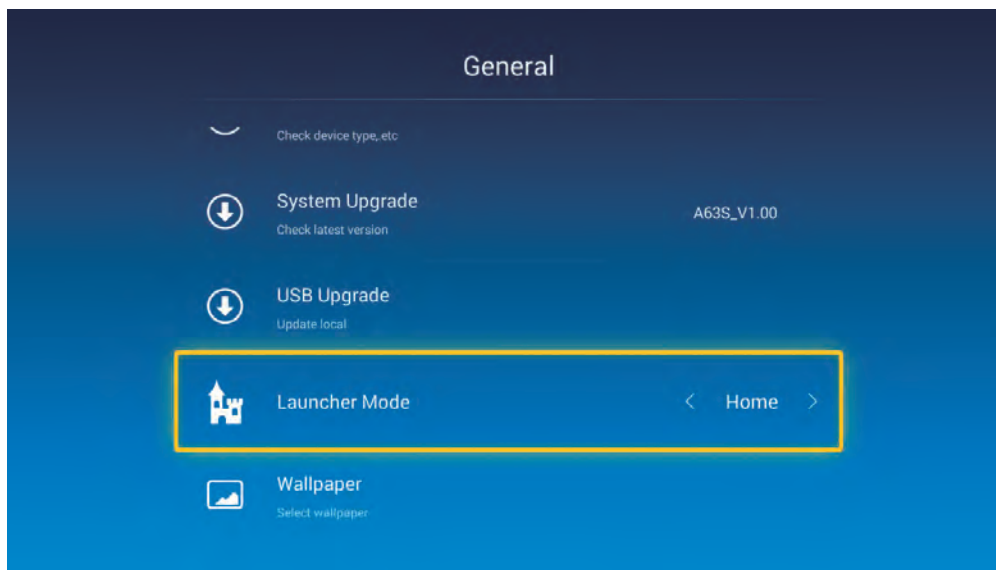 General
Check device type,.etc
System Upgrade
A63S_V1.00
Check latest version
USB Upgrade
Update local
Launcher Mode
< Home >
Wallpaper
Select wallpaper